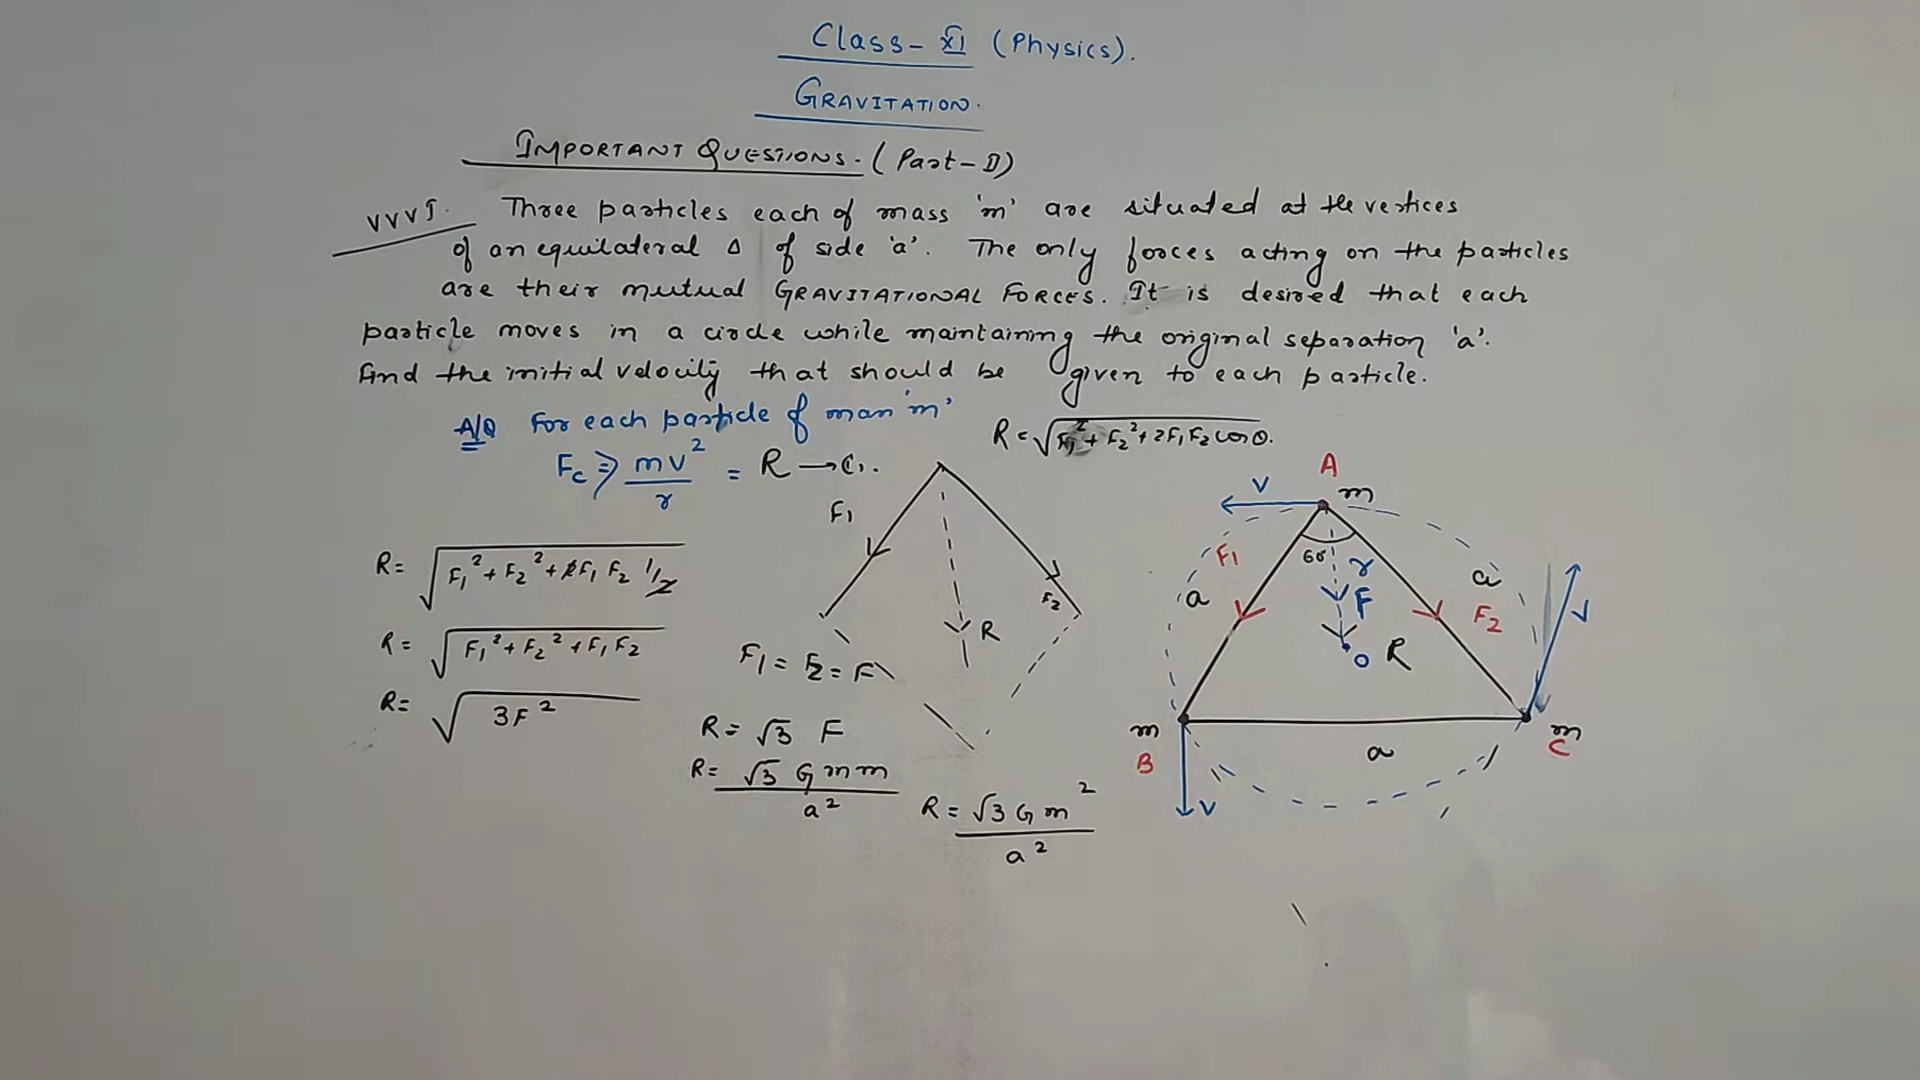 Class - XI (Physics).
GRAVITATION.
IMPORTANT QUESTIONS. (Part-II)
VVVI. Three particles each of mass 'm' are situated at the vertices
of an equilateral Δ of side 'a'. The only forces acting on the particles
are their mutual GRAVITATIONAL FORCES. It is desired that each
particle moves in a circle while maintaining the original separation 'a'.
find the initial velocity that should be given to each particle.
A/Q For each particle of mass 'm'
R = √F₁² + F₂² + 2F₁F₂ cos θ.
Fc ⇒ mv²/r = R → (1).
R = √F₁² + F₂² + 2F₁F₂ 1/2
R = √F₁² + F₂² + F₁F₂
R = √3F²
F₁
F₂
R
F₁ = F₂ = F
R = √3 F
R = √3 G m m / a²
R = √3 G m² / a²
A
V
m
F₁
60°
r
a
a
F
F₂
V
O
R
m
B
a
m
C
V